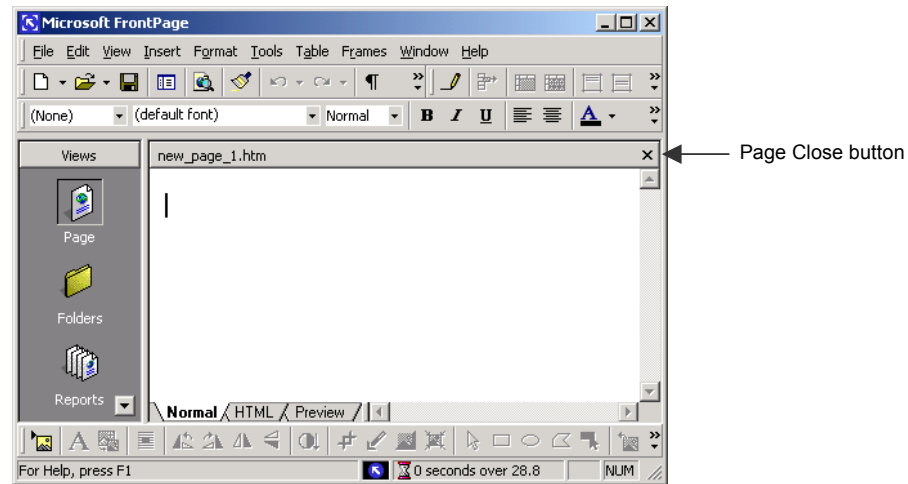 Microsoft FrontPage
File Edit View Insert Format Tools Table Frames Window Help
(None) (default font) Normal B I U A
Views new_page_1.htm
Page Close button
Page
Folders
Reports
Normal HTML Preview
A
For Help, press F1 0 seconds over 28.8 NUM